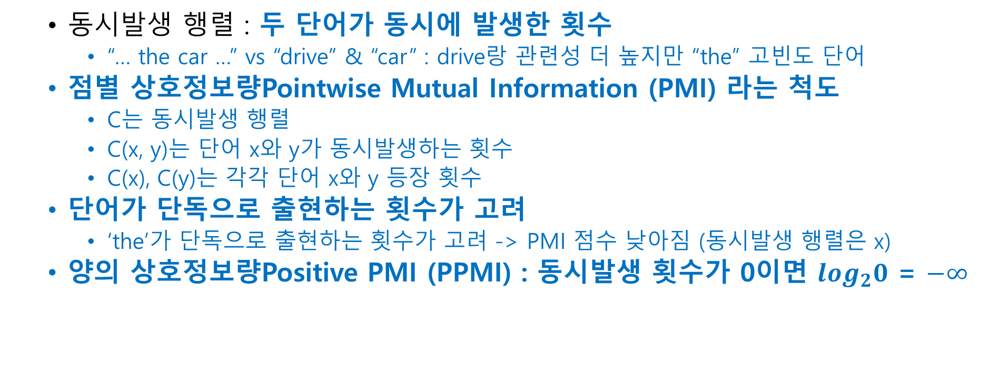 • 동시발생 행렬 : 두 단어가 동시에 발생한 횟수
• “… the car …” vs “drive” & “car” : drive랑 관련성 더 높지만 “the” 고빈도 단어
• 점별 상호정보량Pointwise Mutual Information (PMI) 라는 척도
• C는 동시발생 행렬
• C(x, y)는 단어 x와 y가 동시발생하는 횟수
• C(x), C(y)는 각각 단어 x와 y 등장 횟수
• 단어가 단독으로 출현하는 횟수가 고려
• ‘the’가 단독으로 출현하는 횟수가 고려 -> PMI 점수 낮아짐 (동시발생 행렬은 x)
• 양의 상호정보량Positive PMI (PPMI) : 동시발생 횟수가 0이면 log₂0 = −∞